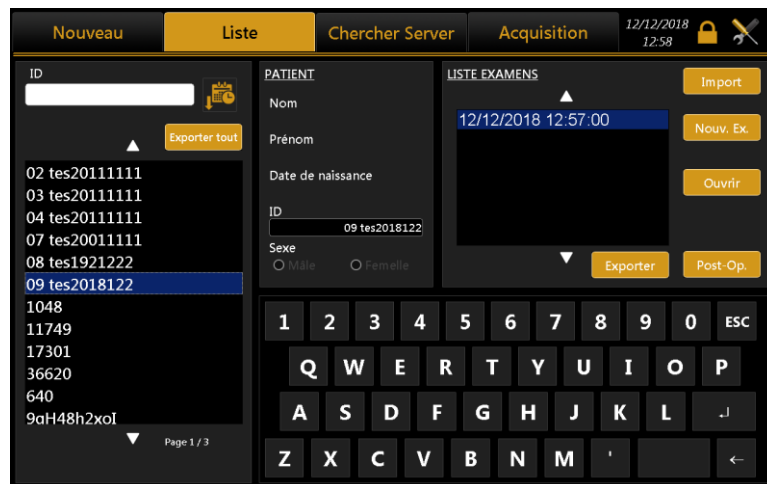 Nouveau
Liste
Chercher Server
Acquisition
12/12/2018
12:58
ID
Exporter tout
02 tes20111111
03 tes20111111
04 tes20111111
07 tes20011111
08 tes1921222
09 tes2018122
1048
11749
17301
36620
640
9qH48h2xoI
Page 1 / 3
PATIENT
Nom
Prénom
Date de naissance
ID
09 tes2018122
Sexe
Mâle
Femelle
LISTE EXAMENS
12/12/2018 12:57:00
Exporter
Import
Nouv. Ex.
Ouvrir
Post-Op.
1 2 3 4 5 6 7 8 9 0 ESC
Q W E R T Y U I O P
A S D F G H J K L ↵
Z X C V B N M ' ←